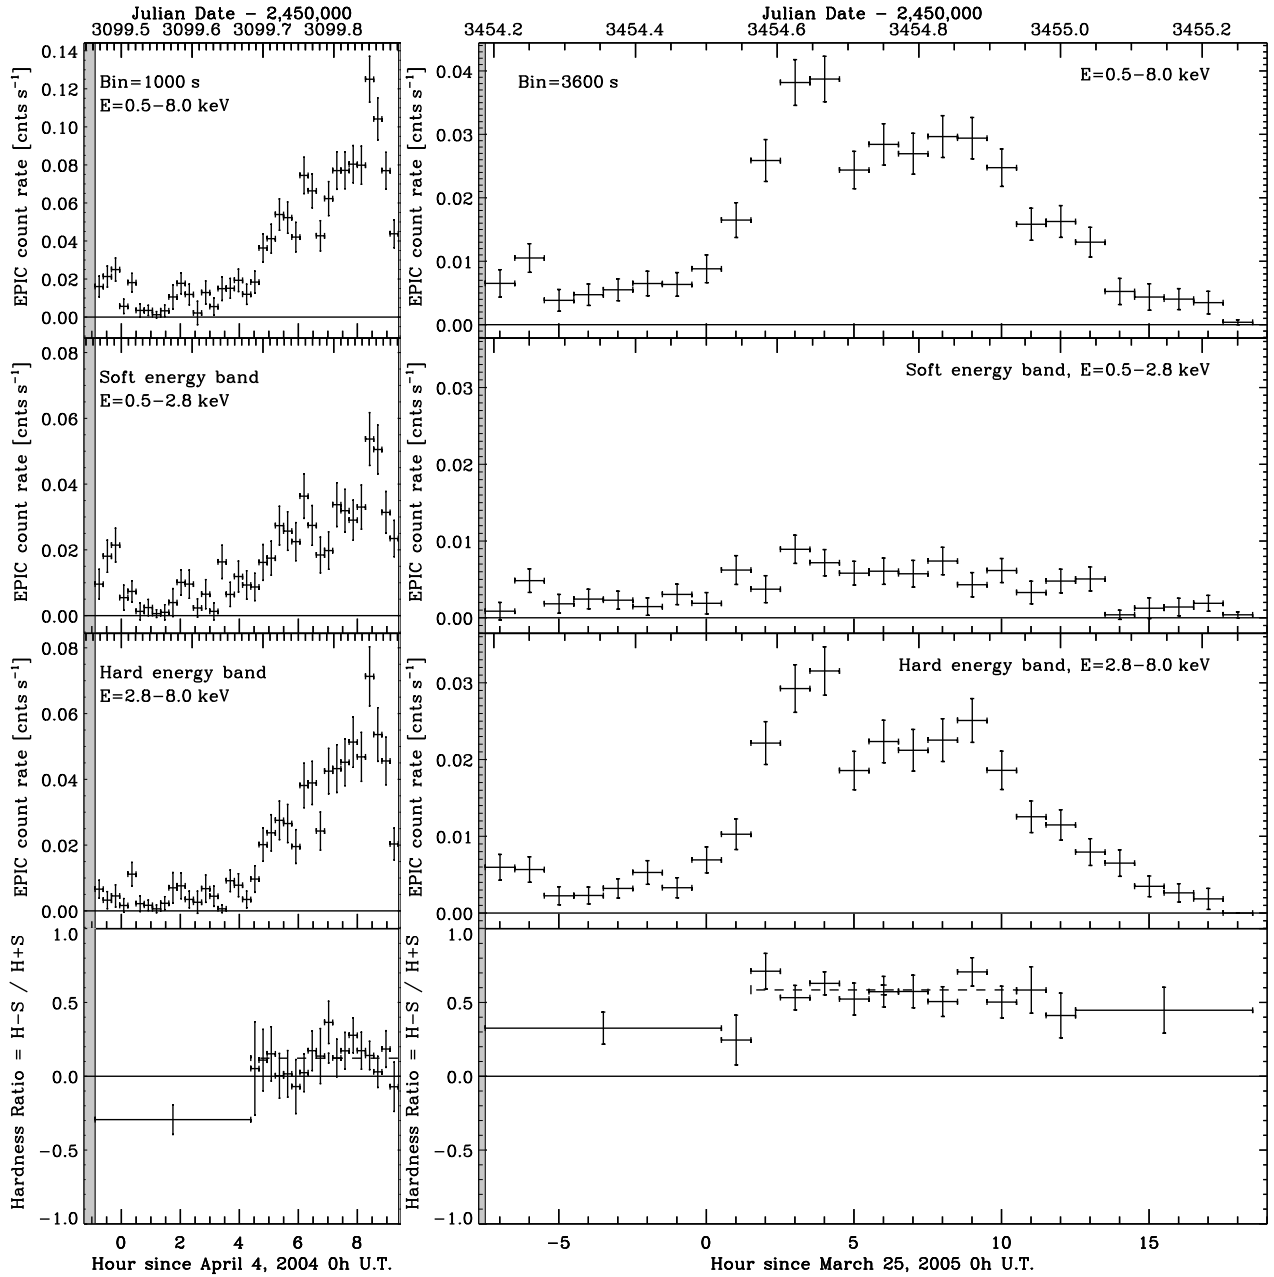 Julian Date − 2,450,000
3099.5 3099.6 3099.7 3099.8
Julian Date − 2,450,000
3454.2 3454.4 3454.6 3454.8 3455.0 3455.2
EPIC count rate [cnts s⁻¹]
0.14
0.12
0.10
0.08
0.06
0.04
0.02
0.00
Bin=1000 s
E=0.5−8.0 keV
EPIC count rate [cnts s⁻¹]
0.04
0.03
0.02
0.01
0.00
Bin=3600 s
E=0.5−8.0 keV
EPIC count rate [cnts s⁻¹]
0.08
0.06
0.04
0.02
0.00
Soft energy band
E=0.5−2.8 keV
EPIC count rate [cnts s⁻¹]
0.03
0.02
0.01
0.00
Soft energy band, E=0.5−2.8 keV
EPIC count rate [cnts s⁻¹]
0.08
0.06
0.04
0.02
0.00
Hard energy band
E=2.8−8.0 keV
EPIC count rate [cnts s⁻¹]
0.03
0.02
0.01
0.00
Hard energy band, E=2.8−8.0 keV
Hardness Ratio = H−S / H+S
1.0
0.5
0.0
−0.5
−1.0
Hardness Ratio = H−S / H+S
1.0
0.5
0.0
−0.5
−1.0
0 2 4 6 8
Hour since April 4, 2004 0h U.T.
−5 0 5 10 15
Hour since March 25, 2005 0h U.T.